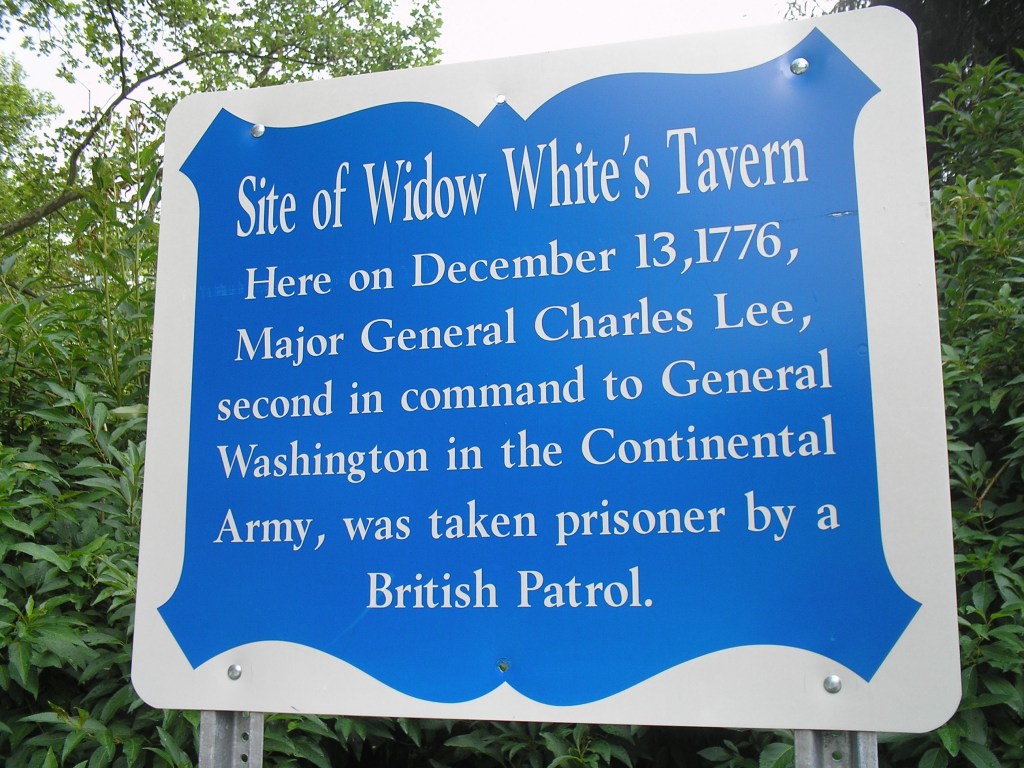 Site of Widow White's Tavern
Here on December 13,1776,
Major General Charles Lee,
second in command to General
Washington in the Continental
Army, was taken prisoner by a
British Patrol.